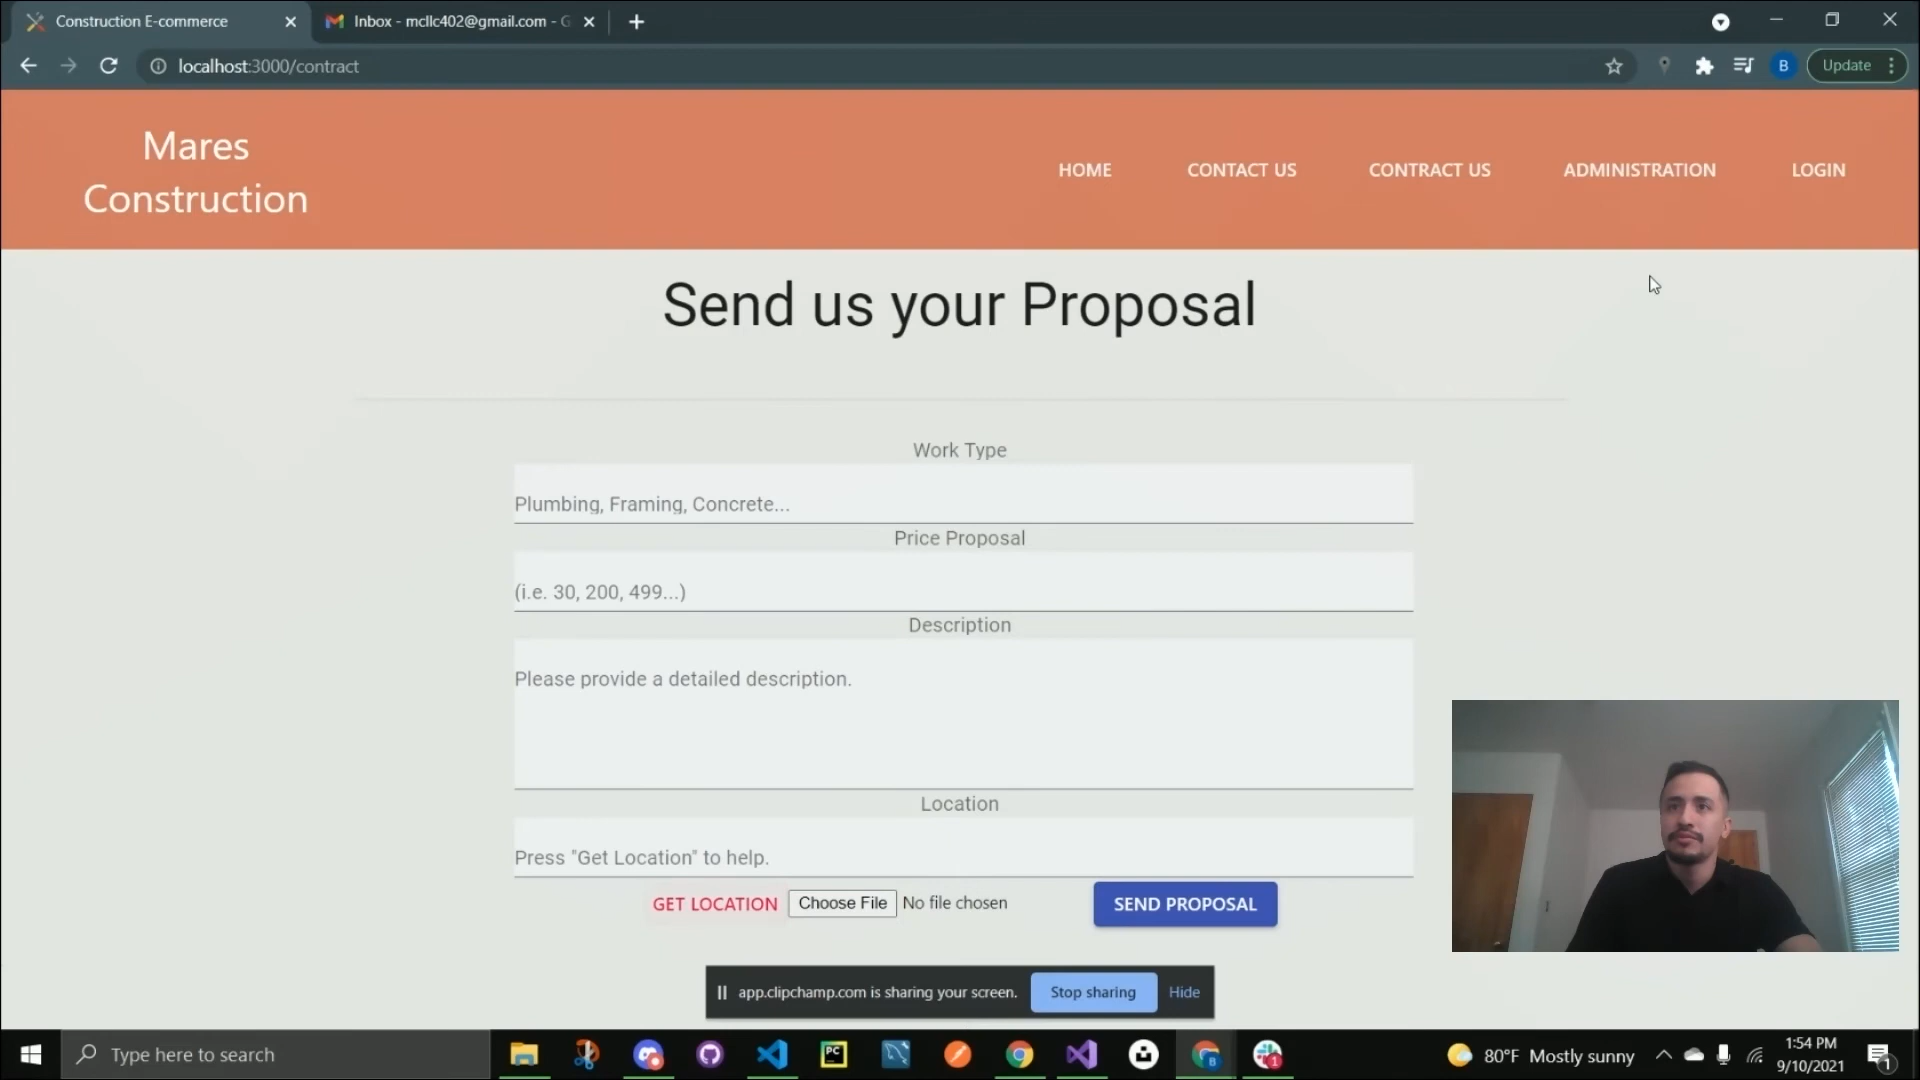 Construction E-commerce
Inbox - mcllc402@gmail.com - G
localhost:3000/contract
B
Update
Mares
Construction
HOME
CONTACT US
CONTRACT US
ADMINISTRATION
LOGIN
Send us your Proposal
Work Type
Plumbing, Framing, Concrete...
Price Proposal
(i.e. 30, 200, 499...)
Description
Please provide a detailed description.
Location
Press "Get Location" to help.
GET LOCATION
Choose File
No file chosen
SEND PROPOSAL
app.clipchamp.com is sharing your screen.
Stop sharing
Hide
Type here to search
PC
B
1
80°F Mostly sunny
1:54 PM
9/10/2021
1